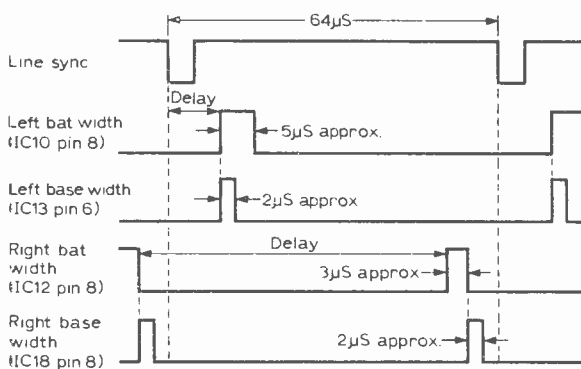 64µS
Line sync
Delay
Left bat width
(IC10 pin 8)
5µS approx.
Left base width
(IC13 pin 6)
2µS approx
Right bat
width
(IC12 pin 8)
Delay
3µS approx
Right base
width
(IC18 pin 8)
2µS approx.